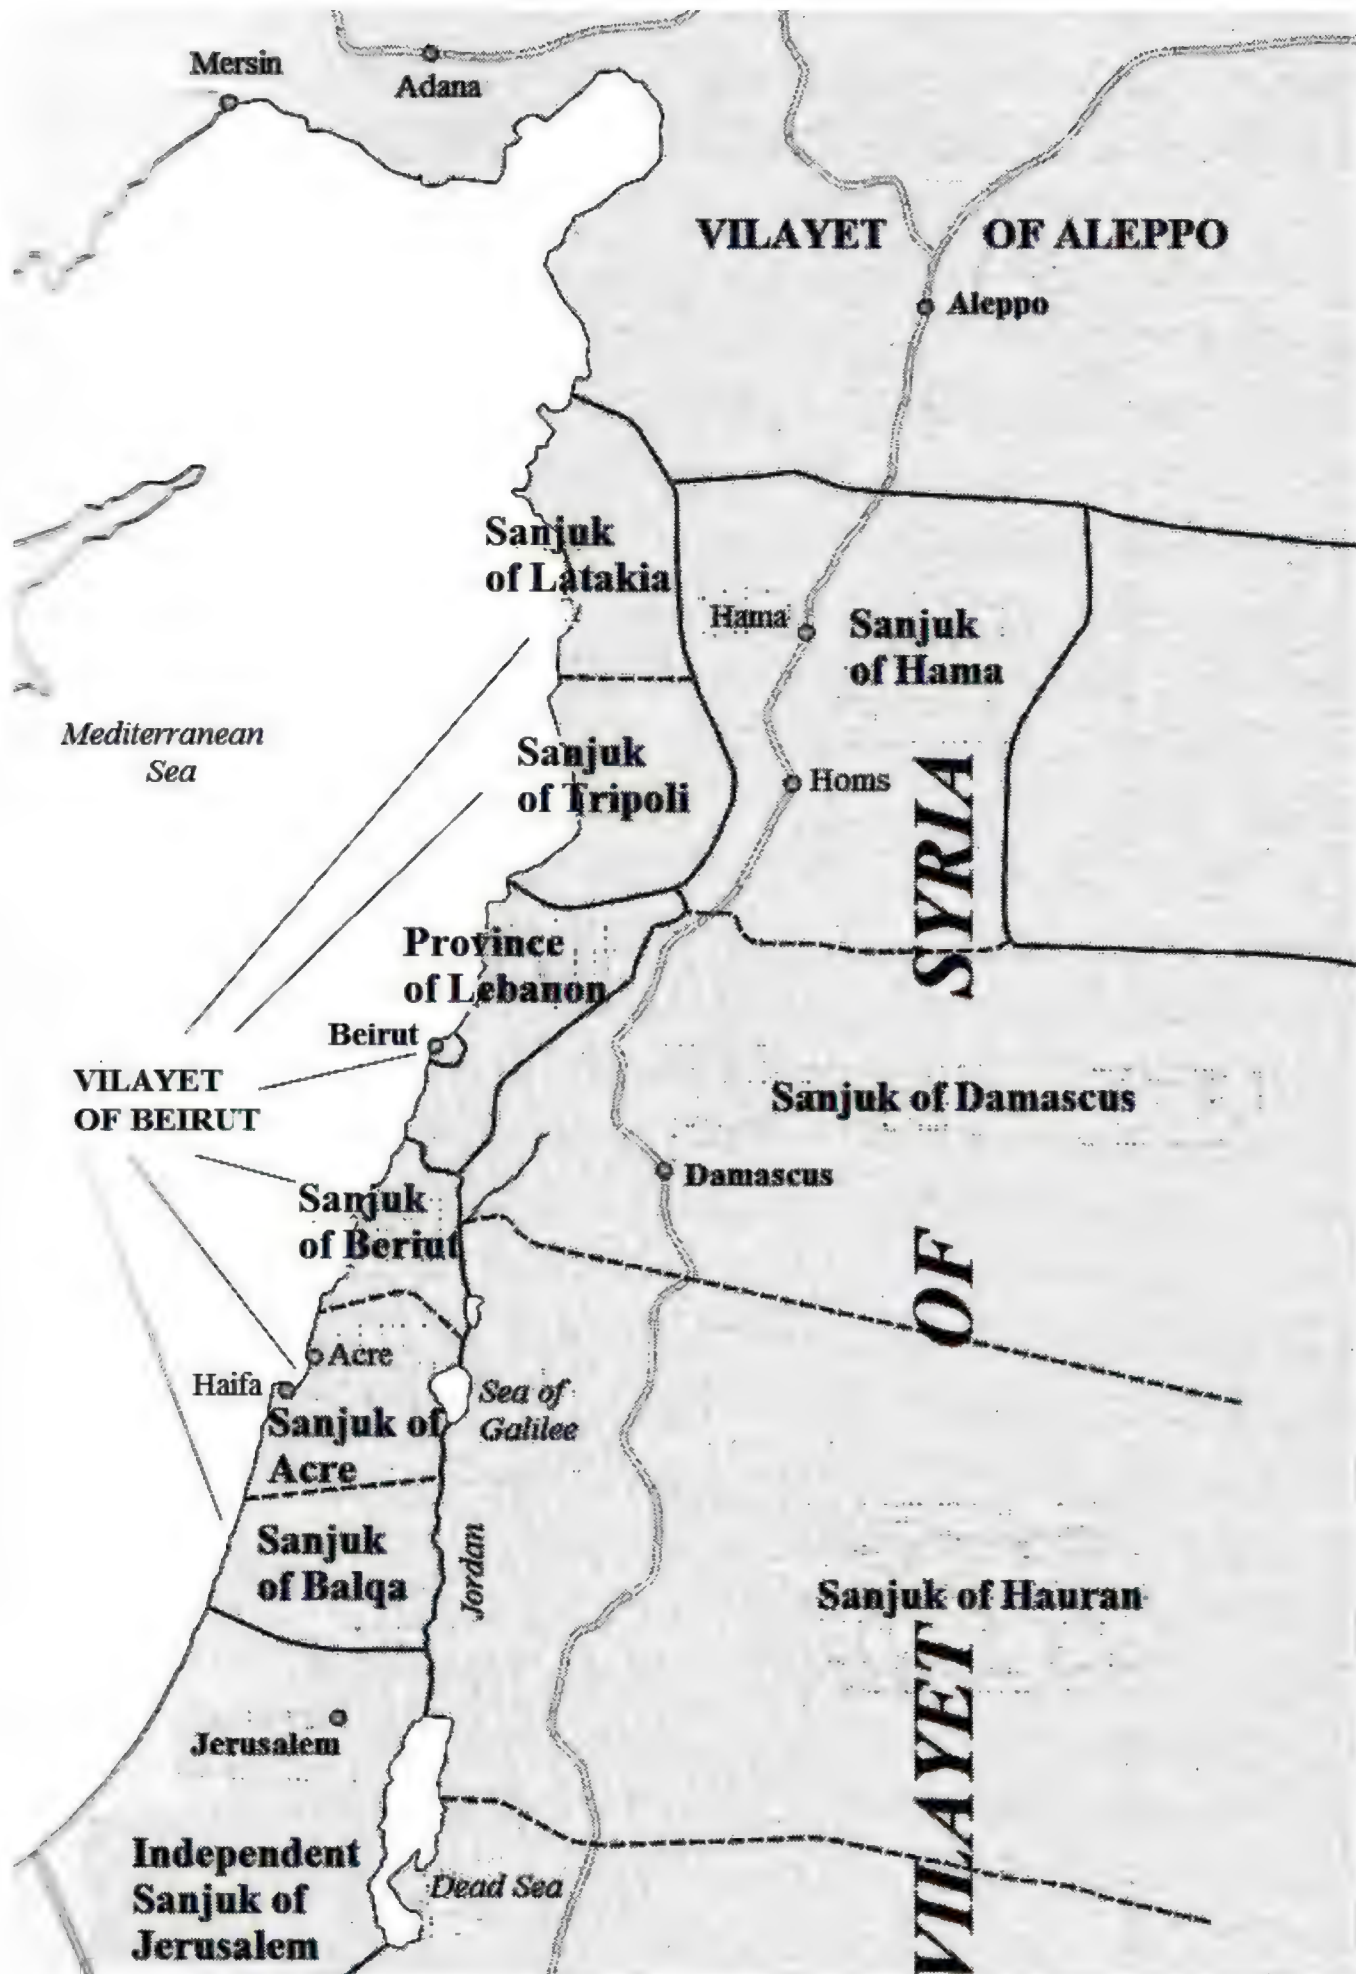 Mersin
Adana
VILAYET OF ALEPPO
Aleppo
Sanjuk
of Latakia
Hama
Sanjuk
of Hama
Mediterranean
Sea
Sanjuk
of Tripoli
Homs
Province
of Lebanon
Beirut
VILAYET
OF BEIRUT
Sanjuk of Damascus
Damascus
Sanjuk
of Beriut
Acre
Haifa
Sea of
Galilee
Sanjuk of
Acre
Sanjuk
of Balqa
Jordan
Sanjuk of Hauran
Jerusalem
Independent
Sanjuk of
Jerusalem
Dead Sea
VILAYET OF SYRIA